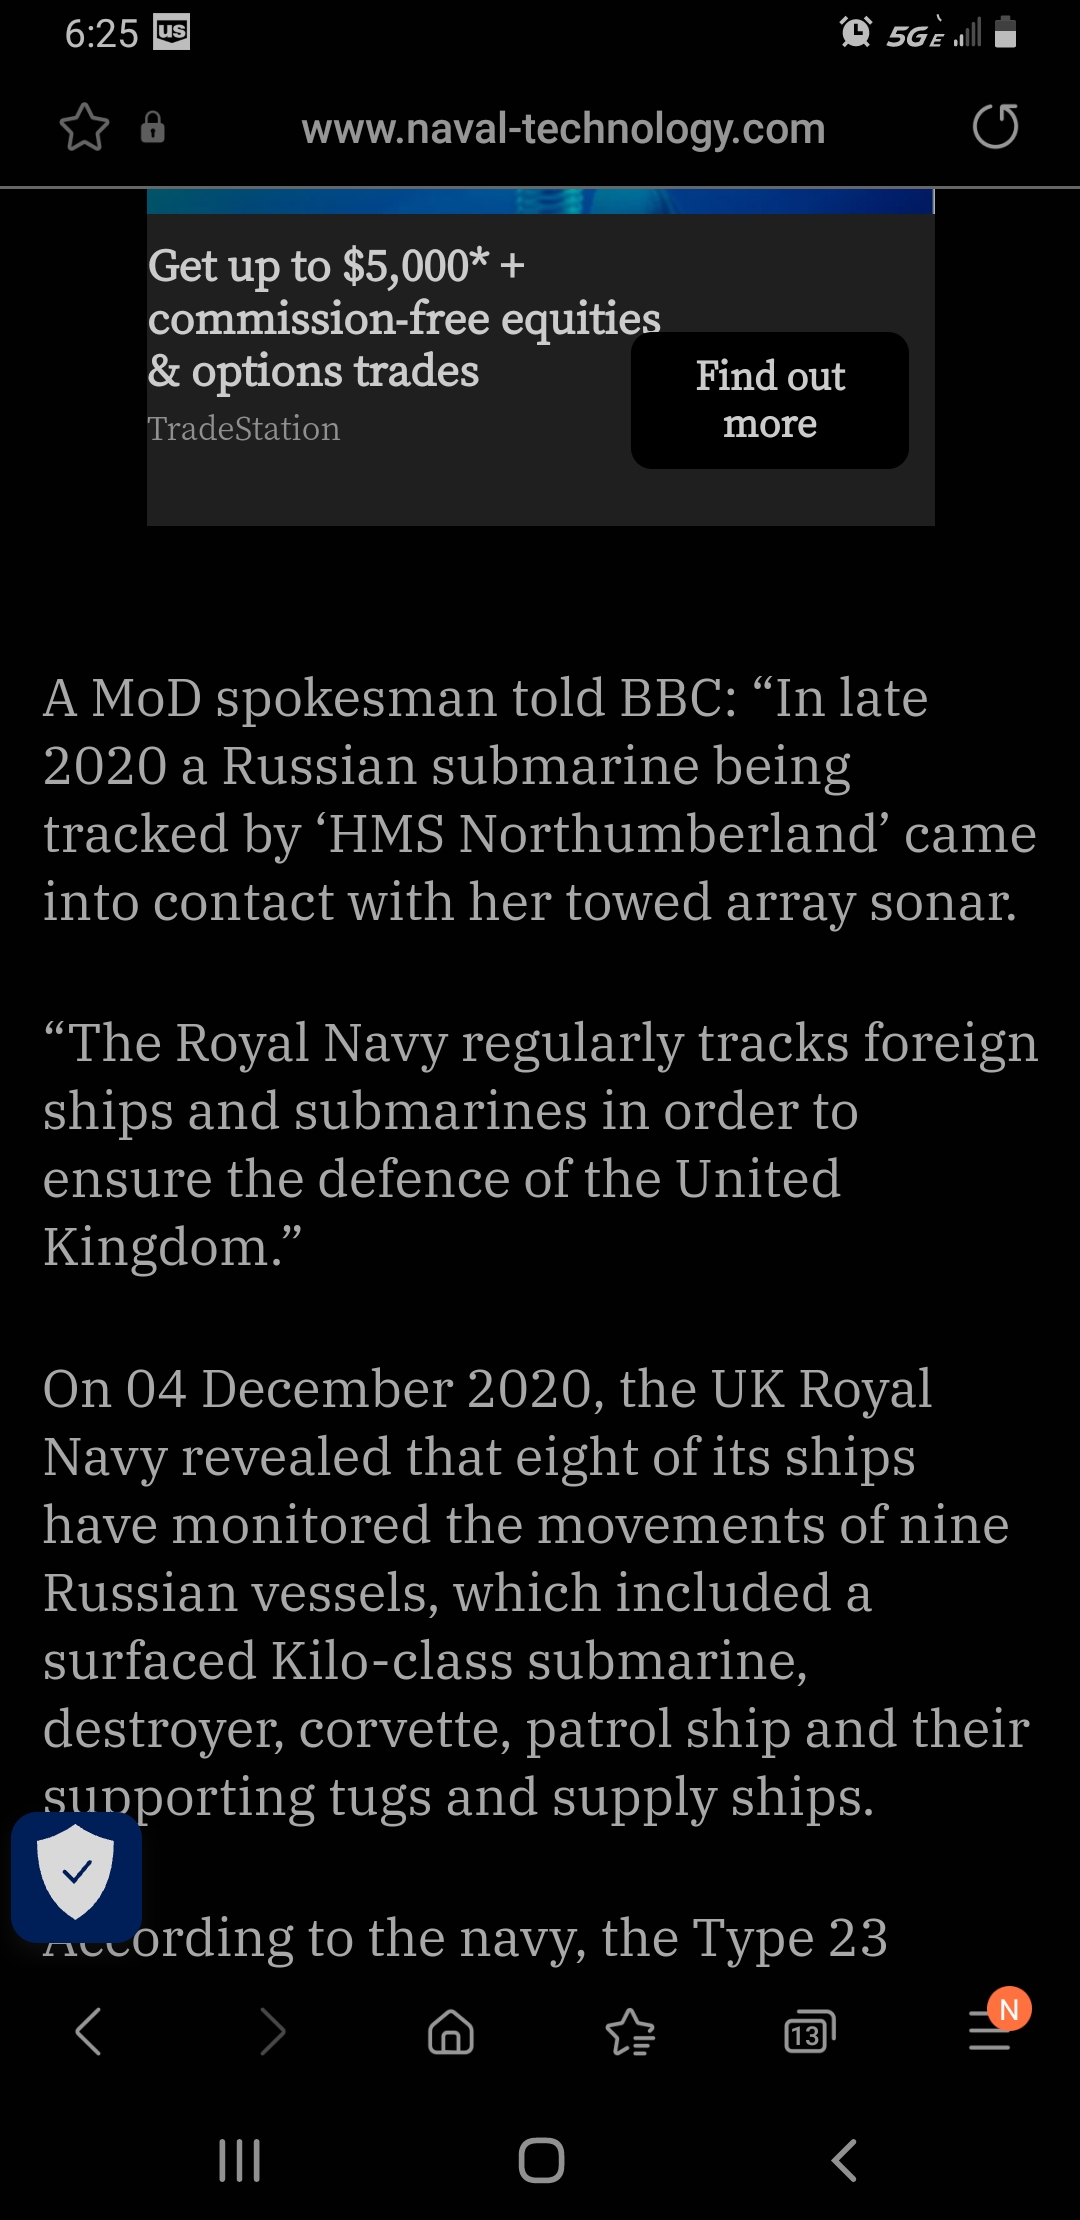 6:25 us 5GE
www.naval-technology.com
Get up to $5,000* +
commission-free equities
& options trades
TradeStation
Find out
more
A MoD spokesman told BBC: “In late
2020 a Russian submarine being
tracked by ‘HMS Northumberland’ came
into contact with her towed array sonar.
“The Royal Navy regularly tracks foreign
ships and submarines in order to
ensure the defence of the United
Kingdom.”
On 04 December 2020, the UK Royal
Navy revealed that eight of its ships
have monitored the movements of nine
Russian vessels, which included a
surfaced Kilo-class submarine,
destroyer, corvette, patrol ship and their
supporting tugs and supply ships.
According to the navy, the Type 23
13 N